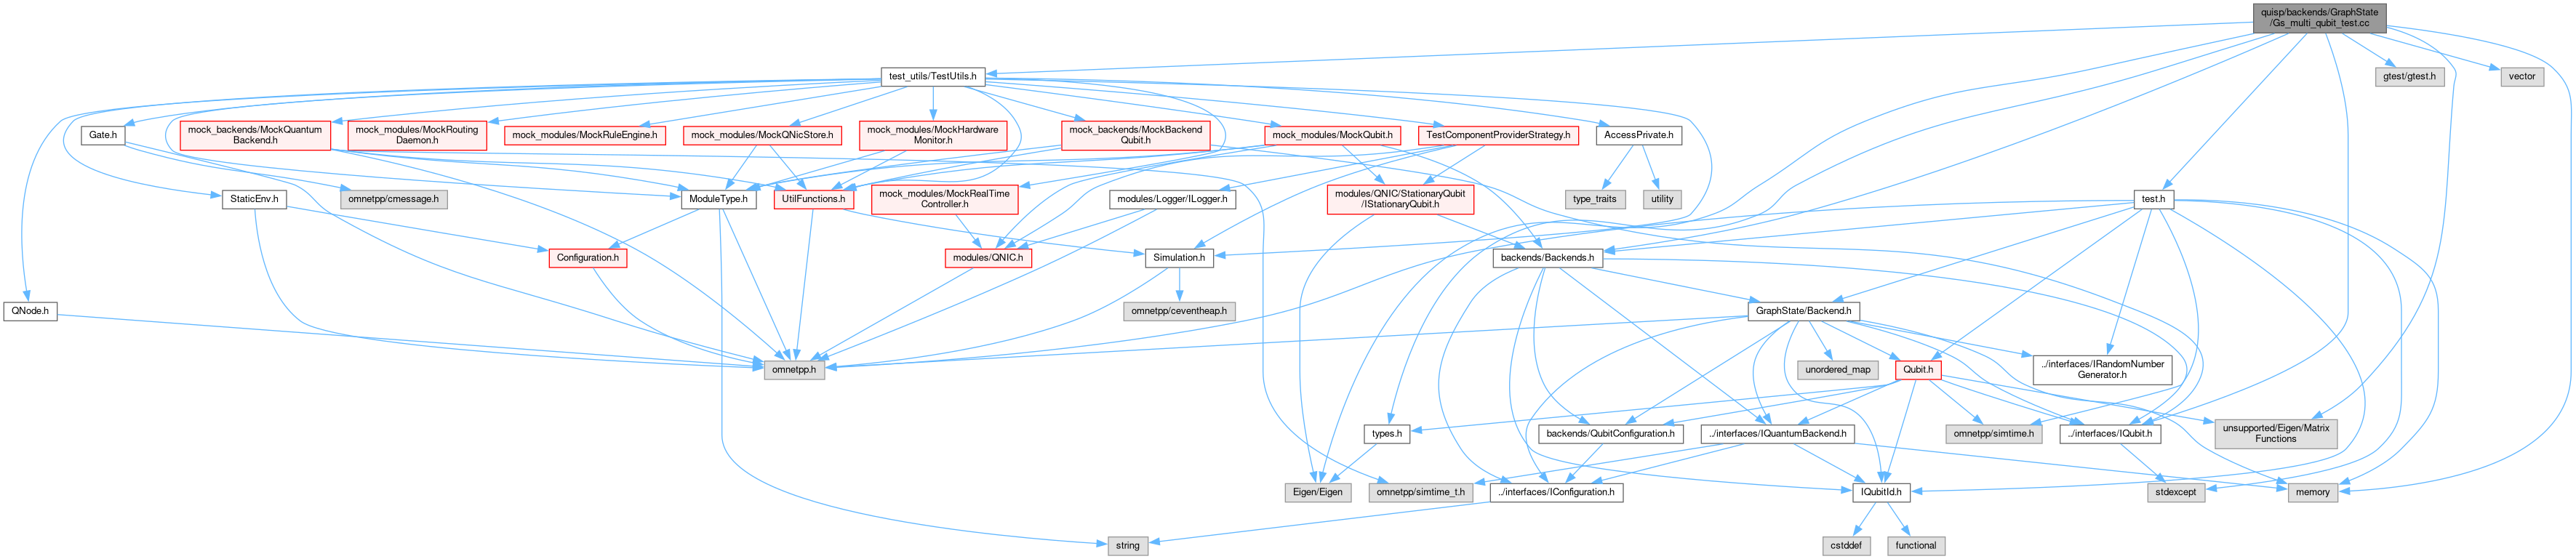 quisp/backends/GraphState
/Gs_multi_qubit_test.cc
test_utils/TestUtils.h
gtest/gtest.h
vector
Gate.h
mock_backends/MockQuantum
Backend.h
mock_modules/MockRouting
Daemon.h
mock_modules/MockRuleEngine.h
mock_modules/MockQNicStore.h
mock_modules/MockHardware
Monitor.h
mock_backends/MockBackend
Qubit.h
mock_modules/MockQubit.h
TestComponentProviderStrategy.h
AccessPrivate.h
StaticEnv.h
omnetpp/cmessage.h
ModuleType.h
UtilFunctions.h
mock_modules/MockRealTime
Controller.h
modules/Logger/ILogger.h
modules/QNIC/StationaryQubit
/IStationaryQubit.h
type_traits
utility
test.h
Configuration.h
modules/QNIC.h
Simulation.h
backends/Backends.h
QNode.h
omnetpp/ceventheap.h
GraphState/Backend.h
omnetpp.h
unordered_map
Qubit.h
../interfaces/IRandomNumber
Generator.h
types.h
backends/QubitConfiguration.h
../interfaces/IQuantumBackend.h
omnetpp/simtime.h
../interfaces/IQubit.h
unsupported/Eigen/Matrix
Functions
Eigen/Eigen
omnetpp/simtime_t.h
../interfaces/IConfiguration.h
IQubitId.h
stdexcept
memory
string
cstddef
functional